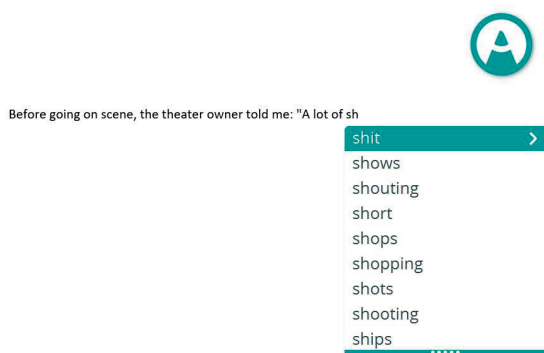 Before going on scene, the theater owner told me: "A lot of sh
shit
shows
shouting
short
shops
shopping
shots
shooting
ships